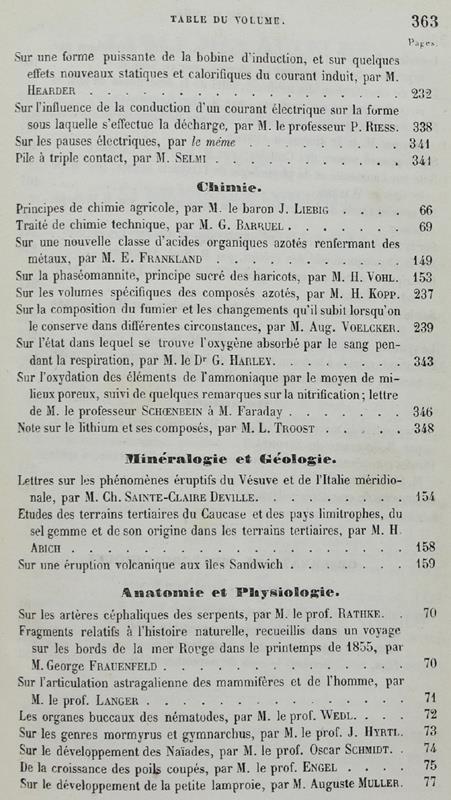 TABLE DU VOLUME. 363
Pages.
Sur une forme puissante de la bobine d'induction, et sur quelques
effets nouveaux statiques et calorifiques du courant induit, par M.
HEARDER . . . . . . . . . . . . . . . . 232
Sur l'influence de la conduction d'un courant électrique sur la forme
sous laquelle s'effectue la décharge, par M. le professeur P. RIESS. 338
Sur les pauses électriques, par le même . . . . . . . . . 341
Pile à triple contact, par M. SELMI . . . . . . . . . . . 341
Chimie.
Principes de chimie agricole, par M. le baron J. LIEBIG . . . . 66
Traité de chimie technique, par M. G. BARRUEL . . . . . . . 69
Sur une nouvelle classe d'acides organiques azotés renfermant des
métaux, par M. E. FRANKLAND . . . . . . . . . . 149
Sur la phaséomannite, principe sucré des haricots, par M. H. VOHL. 153
Sur les volumes spécifiques des composés azotés, par M. H. KOPP. 237
Sur la composition du fumier et les changements qu'il subit lorsqu'on
le conserve dans différentes circonstances, par M. Aug. VOELCKER. 239
Sur l'état dans lequel se trouve l'oxygène absorbé par le sang pen-
dant la respiration, par M. le Dr G. HARLEY. . . . . . . . 343
Sur l'oxydation des éléments de l'ammoniaque par le moyen de mi-
lieux poreux, suivi de quelques remarques sur la nitrification; lettre
de M. le professeur SCHOENBEIN à M. Faraday . . . . . . 346
Note sur le lithium et ses composés, par M. L. TROOST . . . . . 348
Minéralogie et Géologie.
Lettres sur les phénomènes éruptifs du Vésuve et de l'Italie méridio-
nale, par M. Ch. SAINTE-CLAIRE DEVILLE. . . . . . . . . 154
Etudes des terrains tertiaires du Caucase et des pays limitrophes, du
sel gemme et de son origine dans les terrains tertiaires, par M. H.
ABICH . . . . . . . . . . . . . . . . . 158
Sur une éruption volcanique aux îles Sandwich . . . . . . . 159
Anatomie et Physiologie.
Sur les artères céphaliques des serpents, par M. le prof. RATHKE. . 70
Fragments relatifs à l'histoire naturelle, recueillis dans un voyage
sur les bords de la mer Rouge dans le printemps de 1855, par
M. George FRAUENFELD . . . . . . . . . . . . . 70
Sur l'articulation astragalienne des mammifères et de l'homme, par
M. le prof. LANGER . . . . . . . . . . . . . . 71
Les organes buccaux des nématodes, par M. le prof. WEDL. . . . 72
Sur les genres mormyrus et gymnarchus, par M. le prof. J. HYRTL. 73
Sur le développement des Naïades, par M. le prof. Oscar SCHMIDT. . 74
De la croissance des poils coupés, par M. le prof. ENGEL . . . . 75
Sur le développement de la petite lamproie, par M. Auguste MULLER. 77